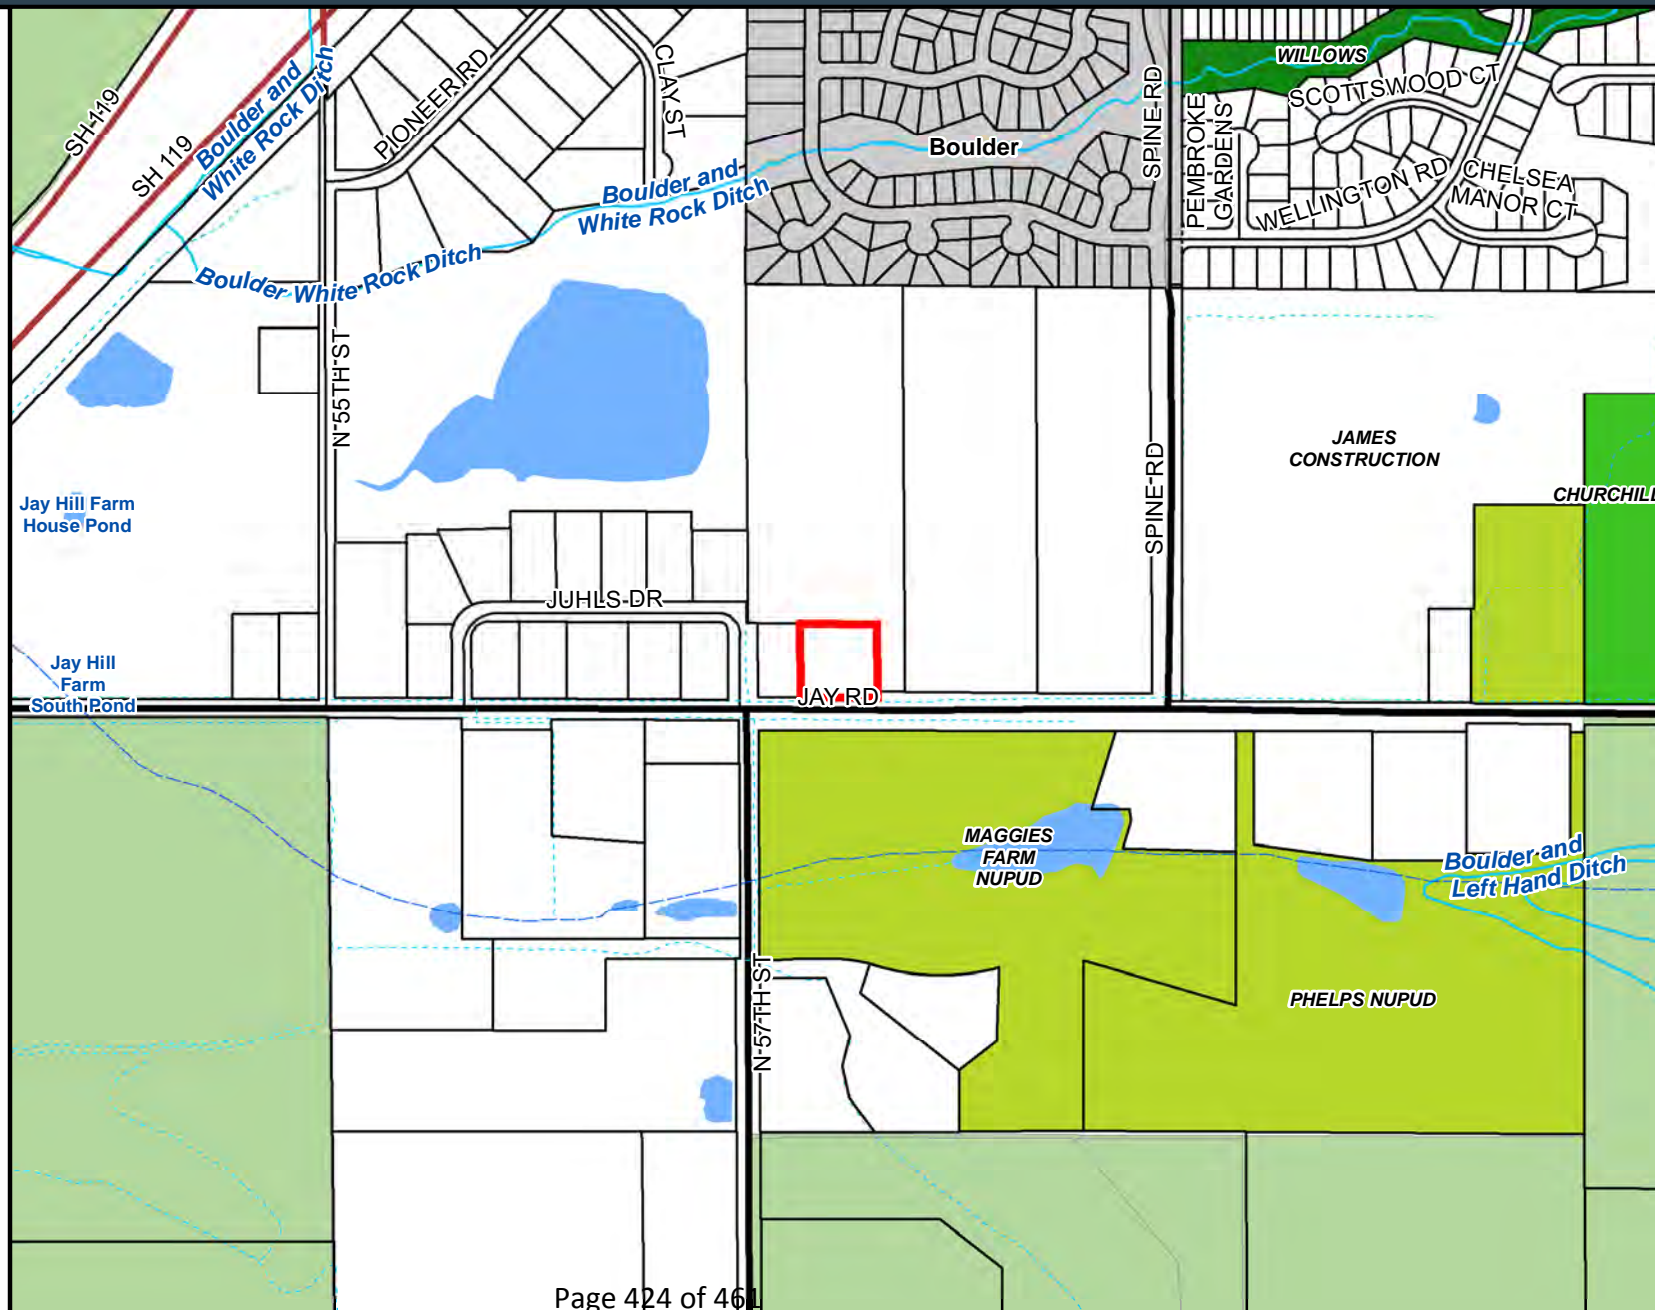 WILLOWS
SCOTTSWOOD CT
PIONEER RD
CLAY ST
SH 119
SH 119
Boulder and
White Rock Ditch
Boulder
SPINE RD
PEMBROKE
GARDENS
WELLINGTON RD
CHELSEA
MANOR CT
Boulder and
White Rock Ditch
Boulder White Rock Ditch
N 55TH ST
JAMES
CONSTRUCTION
SPINE RD
CHURCHILL
Jay Hill Farm
House Pond
JUHLS DR
Jay Hill
Farm
South Pond
JAY RD
MAGGIES
FARM
NUPUD
Boulder and
Left Hand Ditch
PHELPS NUPUD
N 57TH ST
Page 424 of 461